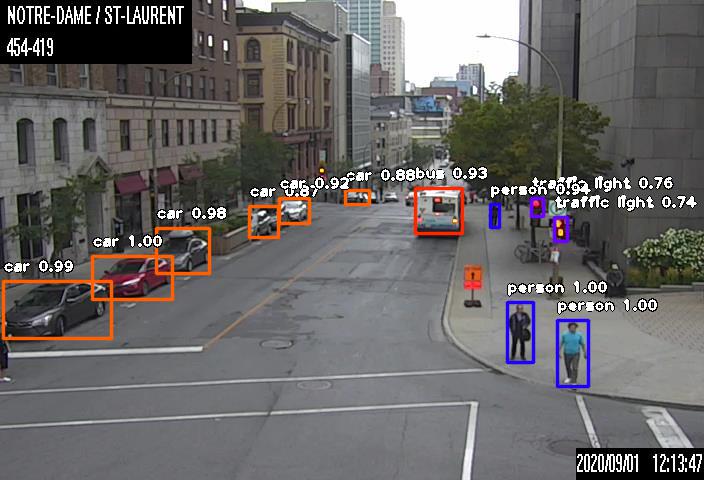 NOTRE-DAME / ST-LAURENT
454-419
car 0.88
bus 0.93
car 0.92
car 0.87
person 0.94
traffic light 0.76
traffic light 0.74
car 0.98
car 1.00
car 0.99
person 1.00
person 1.00
2020/09/01 12:13:47